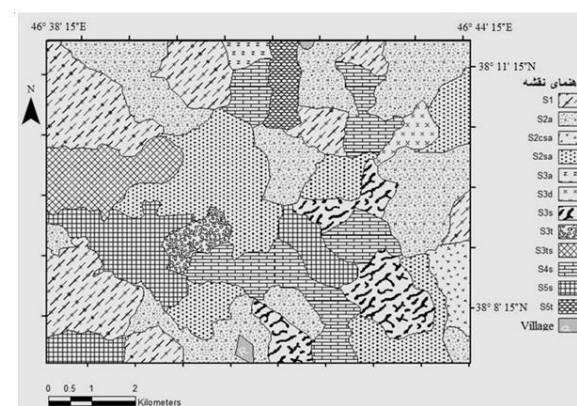 46° 38' 15"E
46° 44' 15"E
38° 11' 15"N
N
هنمای نقشه
S1
S2a
S2csa
S2sa
S3a
S3d
S3s
S3t
S3ts
S4s
S5s
S5t
Village
38° 8' 15"N
0 0.5 1 2
Kilometers